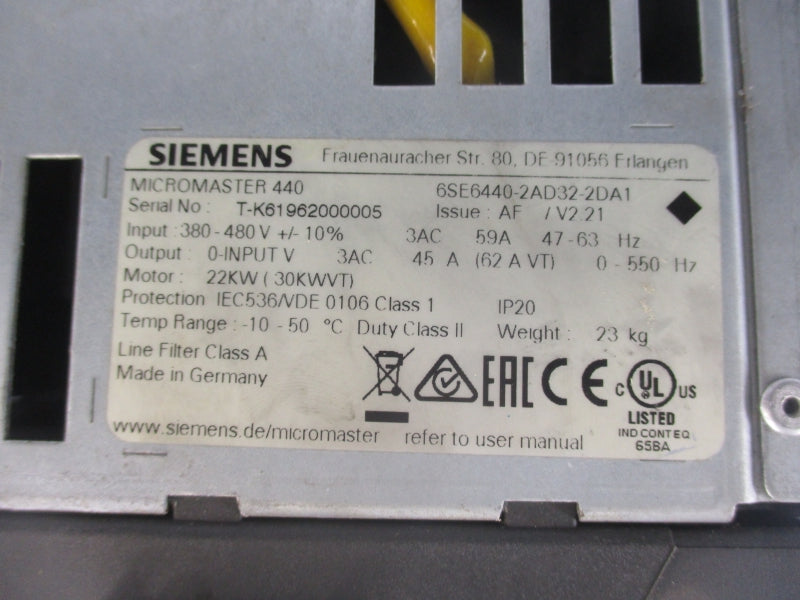 SIEMENS Frauenauracher Str. 80, DE-91056 Erlangen
MICROMASTER 440 6SE6440-2AD32-2DA1
Serial No : T-K61962000005 Issue : AF / V2.21
Input : 380-480 V +/- 10% 3AC 59A 47-63 Hz
Output : 0-INPUT V 3AC 45 A (62 A VT) 0 - 550 Hz
Motor : 22KW ( 30KWVT)
Protection IEC536/VDE 0106 Class 1 IP20
Temp Range : -10 - 50 °C Duty Class II Weight : 23 kg
Line Filter Class A
Made in Germany
EAC CE C UL US
LISTED
IND CONT EQ
65BA
www.siemens.de/micromaster refer to user manual